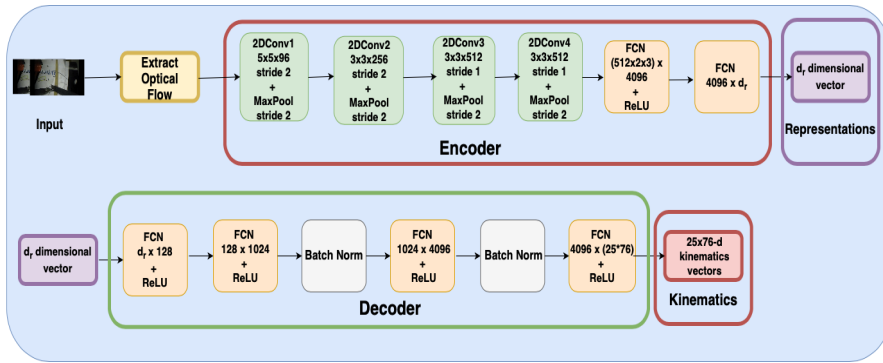 Input
Extract
Optical
Flow
2DConv1
5x5x96
stride 2
+
MaxPool
stride 2
2DConv2
3x3x256
stride 2
+
MaxPool
stride 2
2DConv3
3x3x512
stride 1
+
MaxPool
stride 2
2DConv4
3x3x512
stride 1
+
MaxPool
stride 2
FCN
(512x2x3) x
4096
+
ReLU
FCN
4096 x dᵣ
Encoder
dᵣ dimensional
vector
Representations
dᵣ dimensional
vector
FCN
dᵣ x 128
+
ReLU
FCN
128 x 1024
+
ReLU
Batch Norm
FCN
1024 x 4096
+
ReLU
Batch Norm
FCN
4096 x (25*76)
+
ReLU
Decoder
25x76-d
kinematics
vectors
Kinematics